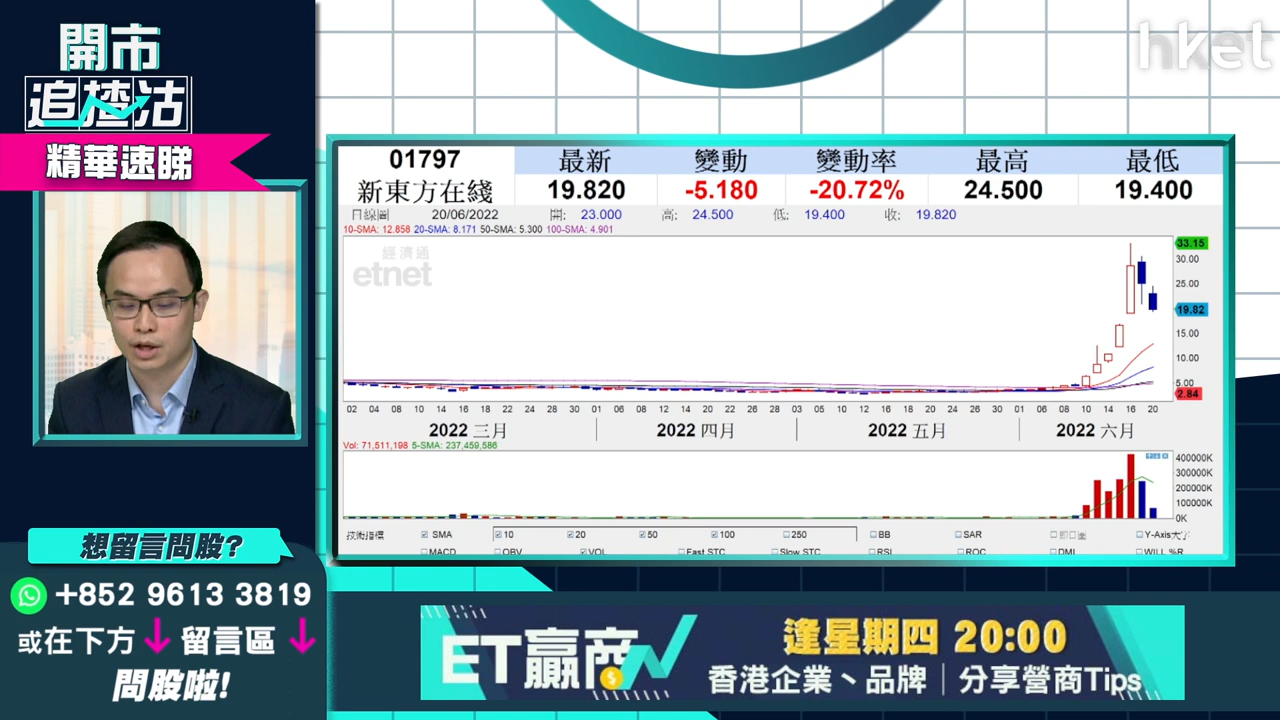 開市
追揸沽
精華速睇
hket
01797
新東方在綫
最新
19.820
變動
-5.180
變動率
-20.72%
最高
24.500
最低
19.400
日線圖 20/06/2022 開: 23.000 高: 24.500 低: 19.400 收: 19.820
10-SMA: 12.858 20-SMA: 8.171 50-SMA: 5.300 100-SMA: 4.901
經濟通
etnet
33.15
30.00
25.00
19.82
15.00
10.00
5.00
2.84
02 04 08 10 14 16 18 22 24 28 30 01 06 08 12 14 20 22 26 28 03 05 10 12 16 18 20 24 26 30 01 06 08 10 14 16 20
2022 三月 2022 四月 2022 五月 2022 六月
Vol: 71,511,198 5-SMA: 237,459,586
400000K
300000K
200000K
100000K
0K
技術指標 SMA 10 20 50 100 250 BB SAR Y-Axis大字
MACD OBV VOL Fast STC Slow STC RSI ROC DMI WILL %R
想留言問股?
+852 9613 3819
或在下方 留言區
問股啦!
ET贏商
逢星期四 20:00
香港企業、品牌｜分享營商Tips